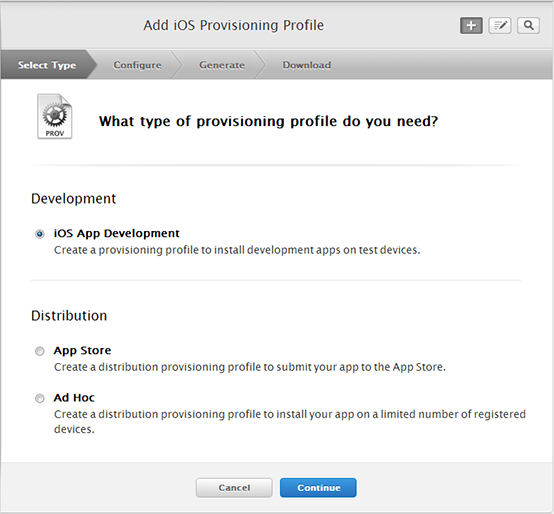 Add iOS Provisioning Profile
Select Type
Configure
Generate
Download
PROV
What type of provisioning profile do you need?
Development
iOS App Development
Create a provisioning profile to install development apps on test devices.
Distribution
App Store
Create a distribution provisioning profile to submit your app to the App Store.
Ad Hoc
Create a distribution provisioning profile to install your app on a limited number of registered
devices.
Cancel
Continue